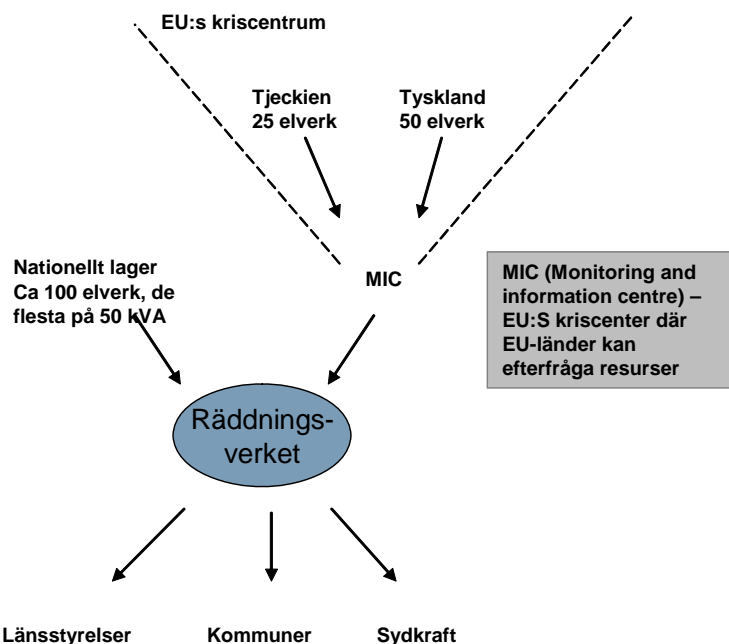 EU:s kriscentrum
Tjeckien
25 elverk
Tyskland
50 elverk
Nationellt lager
Ca 100 elverk, de
flesta på 50 kVA
MIC
MIC (Monitoring and
information centre) –
EU:S kriscenter där
EU-länder kan
efterfråga resurser
Räddnings-
verket
Länsstyrelser
Kommuner
Sydkraft